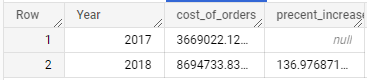 Row Year cost_of_orders precent_increase
1 2017 3669022.12... null
2 2018 8694733.83... 136.976871...